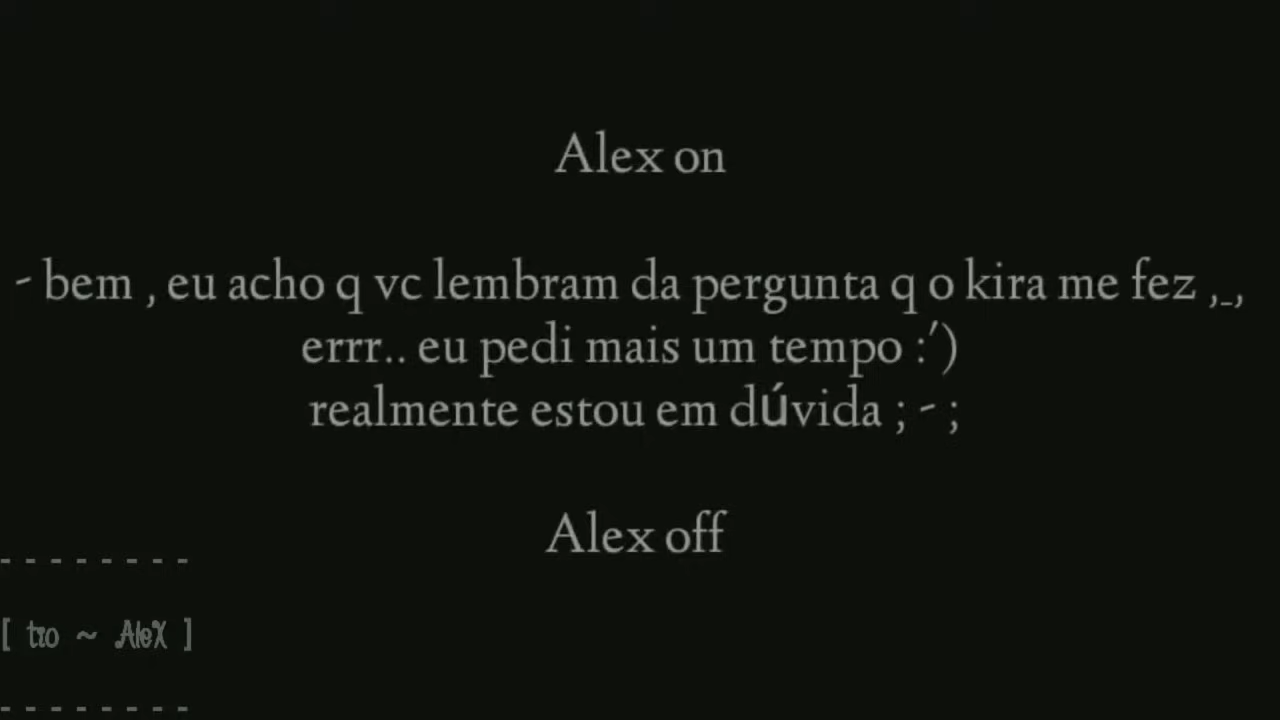 Alex on
- bem , eu acho q vc lembram da pergunta q o kira me fez ,_,
errr.. eu pedi mais um tempo :´)
realmente estou em dúvida ; - ;
Alex off
- - - - - - - -
[ tzo ~ AleX ]
- - - - - - - -